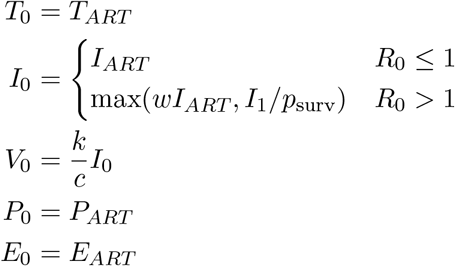 T_0 = T_{ART}
I_0 = \begin{cases} I_{ART} & R_0 \leq 1 \\ \max(wI_{ART}, I_1/p_{\text{surv}}) & R_0 > 1 \end{cases}
V_0 = \frac{k}{c} I_0
P_0 = P_{ART}
E_0 = E_{ART}